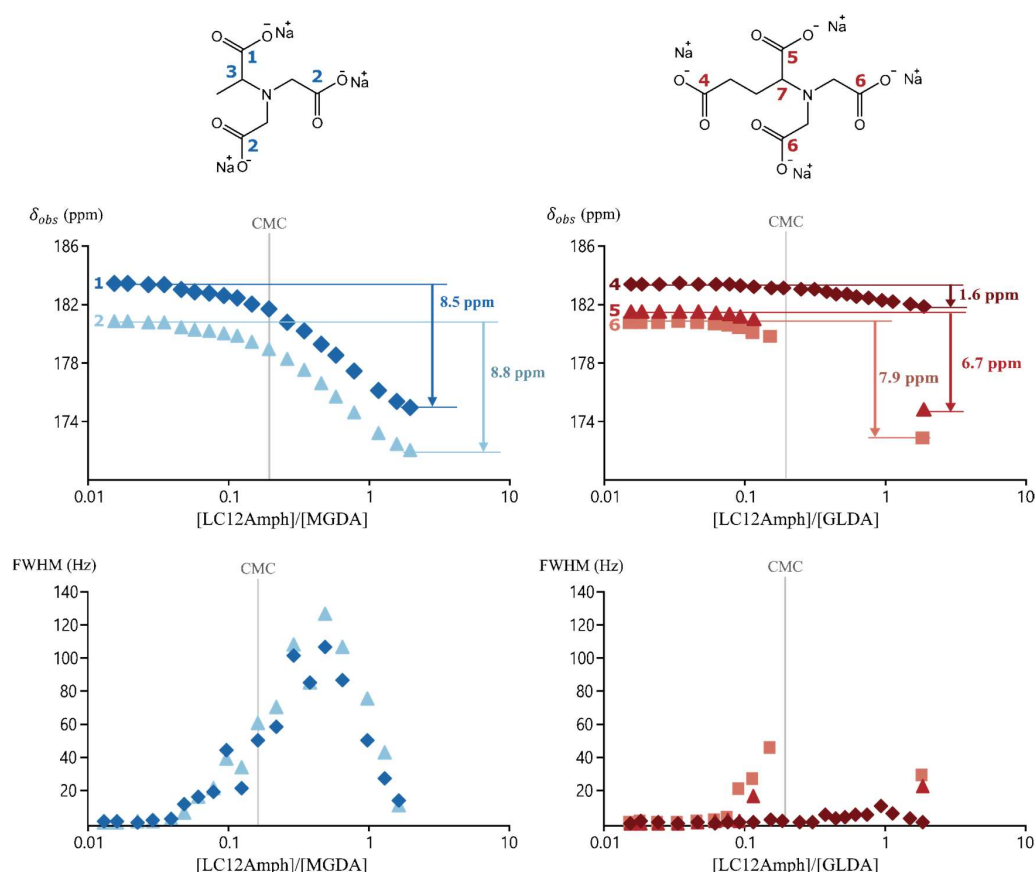 O O⁻ Na⁺
1
3 2 O⁻ Na⁺
N
O O
2
Na⁺ O⁻
O O⁻ Na⁺
Na⁺ 5
O⁻ 4 7 N 6 O⁻ Na⁺
O O O
6
O⁻ Na⁺
δobs (ppm)
CMC
186
182
178
174
1
2
8.5 ppm
8.8 ppm
0.01 0.1 1 10
[LC12Amph]/[MGDA]
δobs (ppm)
CMC
186
182
178
174
4
5
6
1.6 ppm
6.7 ppm
7.9 ppm
0.01 0.1 1 10
[LC12Amph]/[GLDA]
FWHM (Hz)
CMC
140
120
100
80
60
40
20
0.01 0.1 1 10
[LC12Amph]/[MGDA]
FWHM (Hz)
CMC
140
120
100
80
60
40
20
0.01 0.1 1 10
[LC12Amph]/[GLDA]